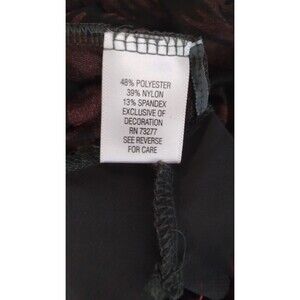 48% POLYESTER
39% NYLON
13% SPANDEX
EXCLUSIVE OF
DECORATION
RN 73277
SEE REVERSE
FOR CARE